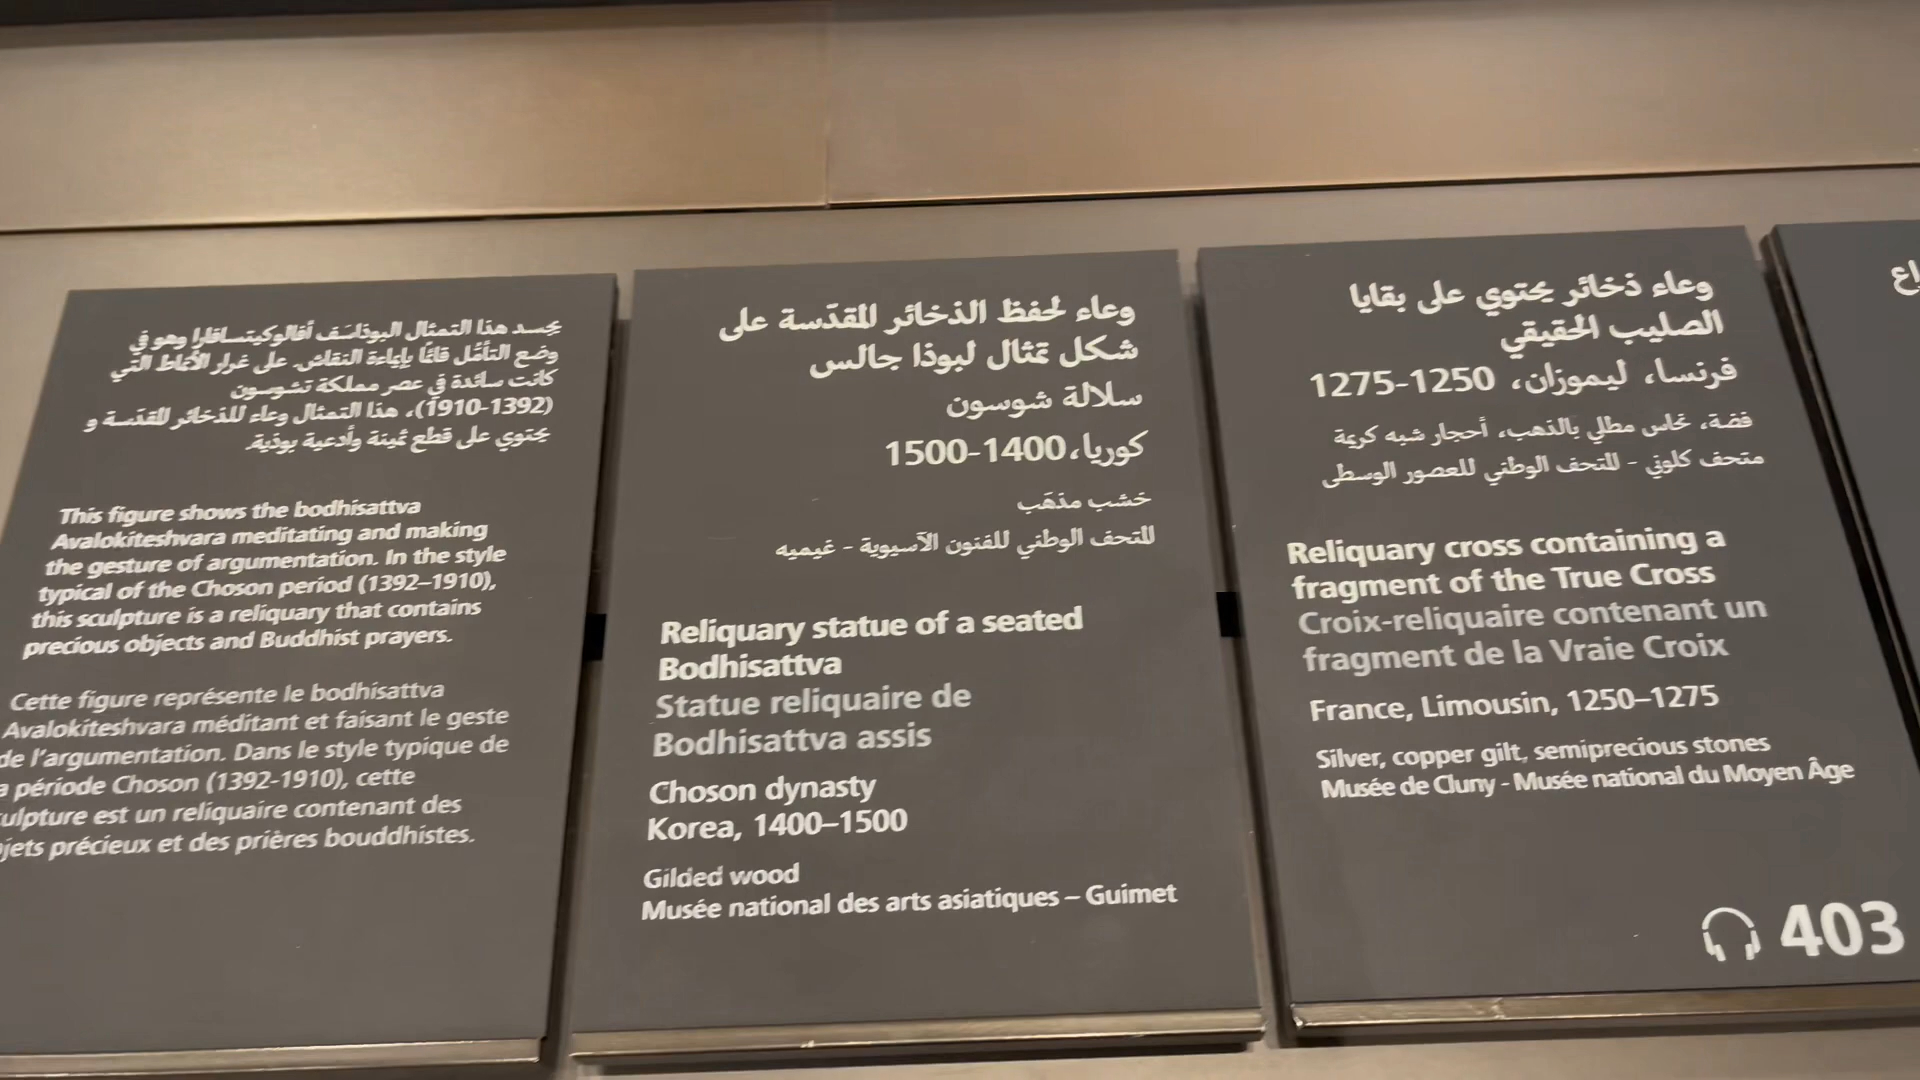 يجسد هذا التمثال البوذاسَف أفالوكيتسافارا وهو في
وضع التأمُّل قائمًا بإيماءة النقاش. على غرار الأنماط التي
كانت سائدة في عصر مملكة تشوسون
(1392-1910)، هذا التمثال وعاء للذخائر المقدّسة و
يحتوي على قطع ثمينة وأدعية بوذية.
This figure shows the bodhisattva
Avalokiteshvara meditating and making
the gesture of argumentation. In the style
typical of the Choson period (1392–1910),
this sculpture is a reliquary that contains
precious objects and Buddhist prayers.
Cette figure représente le bodhisattva
Avalokiteshvara méditant et faisant le geste
de l'argumentation. Dans le style typique de
a période Choson (1392-1910), cette
ulpture est un reliquaire contenant des
jets précieux et des prières bouddhistes.
وعاء لحفظ الذخائر المقدّسة على
شكل تمثال لبوذا جالس
سلالة شوسون
كوريا،1400-1500
خشب مذهّب
المتحف الوطني للفنون الآسيوية - غيميه
Reliquary statue of a seated
Bodhisattva
Statue reliquaire de
Bodhisattva assis
Choson dynasty
Korea, 1400–1500
Gilded wood
Musée national des arts asiatiques – Guimet
وعاء ذخائر يحتوي على بقايا
الصليب الحقيقي
فرنسا، ليموزان، 1250-1275
فضة، نحاس مطلي بالذهب، أحجار شبه كريمة
متحف كلوني - المتحف الوطني للعصور الوسطى
Reliquary cross containing a
fragment of the True Cross
Croix-reliquaire contenant un
fragment de la Vraie Croix
France, Limousin, 1250–1275
Silver, copper gilt, semiprecious stones
Musée de Cluny - Musée national du Moyen Âge
403